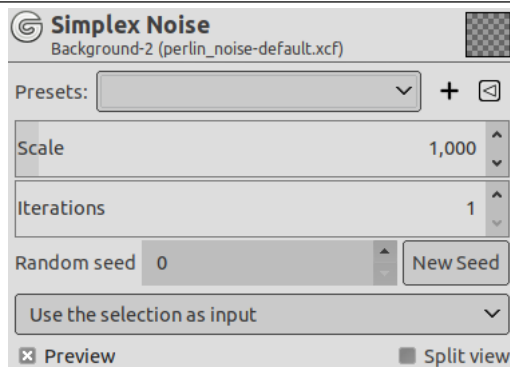 Simplex Noise
Background-2 (perlin_noise-default.xcf)
Presets:
Scale 1,000
Iterations 1
Random seed 0 New Seed
Use the selection as input
Preview Split view